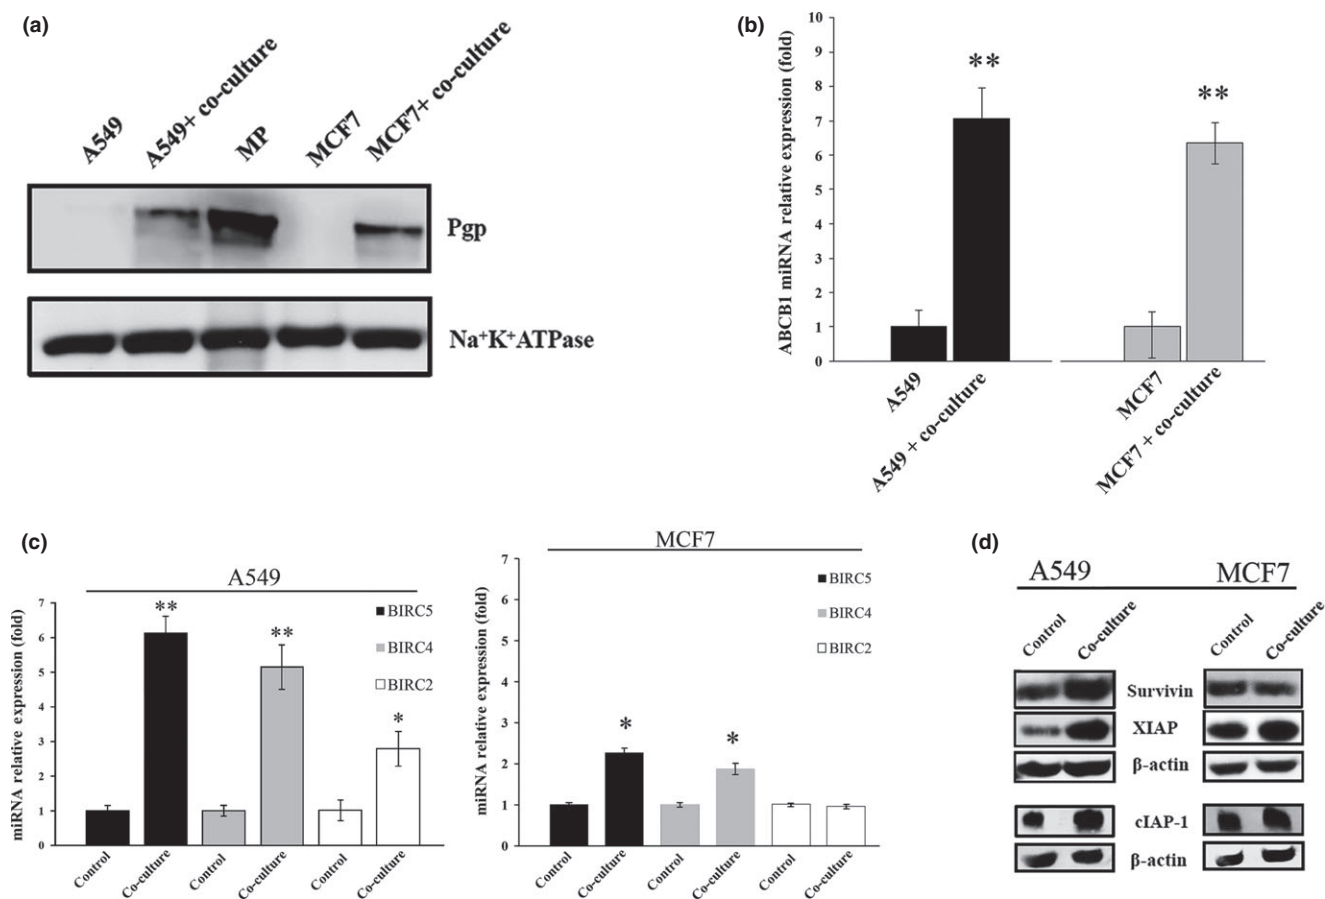 (a)
A549
A549+ co-culture
MP
MCF7
MCF7+ co-culture
Pgp
Na⁺K⁺ATPase
(b)
ABCB1 miRNA relative expression (fold)
10
9
8
7
6
5
4
3
2
1
0
**
**
A549
A549 + co-culture
MCF7
MCF7 + co-culture
(c)
A549
miRNA relative expression (fold)
7
6
5
4
3
2
1
0
**
**
*
BIRC5
BIRC4
BIRC2
Control
Co-culture
Control
Co-culture
Control
Co-culture
MCF7
miRNA relative expression (fold)
7
6
5
4
3
2
1
0
*
*
BIRC5
BIRC4
BIRC2
Control
Co-culture
Control
Co-culture
Control
Co-culture
(d)
A549 MCF7
Control Co-culture Control Co-culture
Survivin
XIAP
β-actin
cIAP-1
β-actin